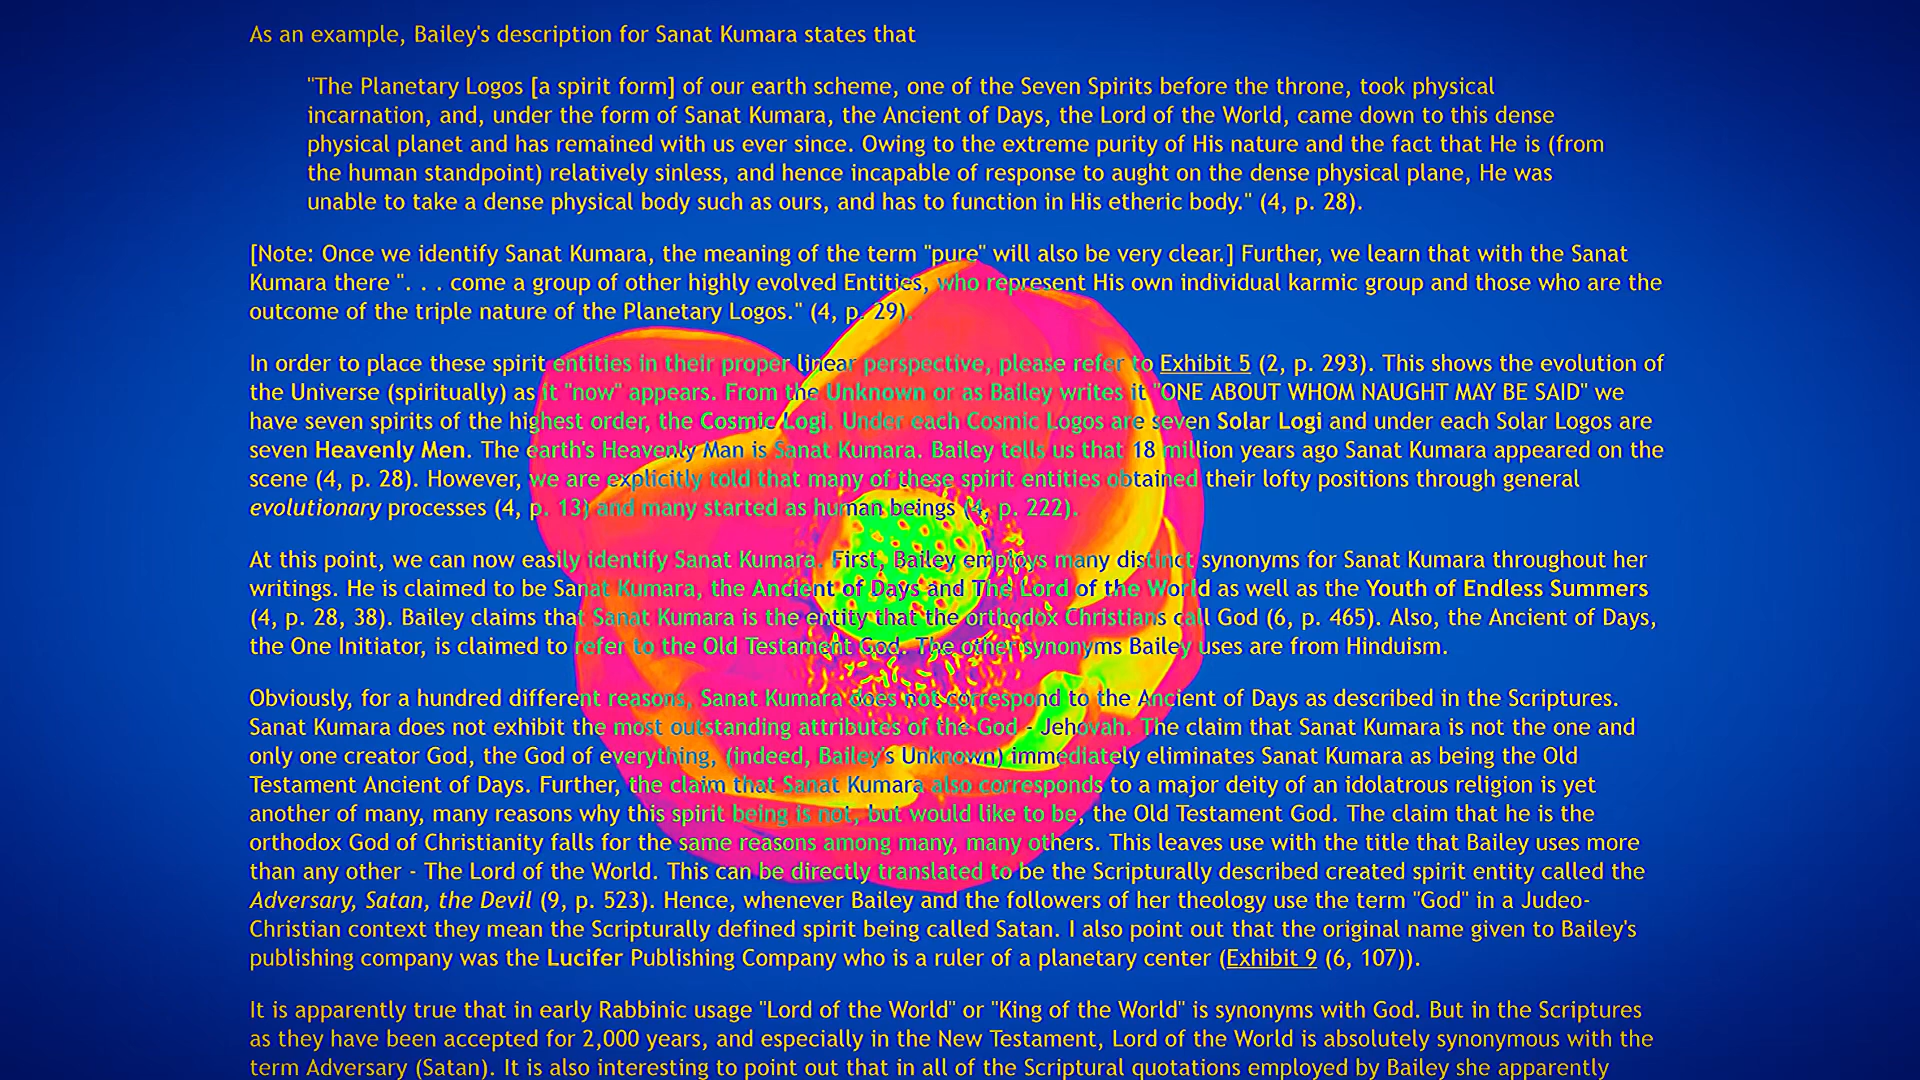 As an example, Bailey's description for Sanat Kumara states that
"The Planetary Logos [a spirit form] of our earth scheme, one of the Seven Spirits before the throne, took physical
incarnation, and, under the form of Sanat Kumara, the Ancient of Days, the Lord of the World, came down to this dense
physical planet and has remained with us ever since. Owing to the extreme purity of His nature and the fact that He is (from
the human standpoint) relatively sinless, and hence incapable of response to aught on the dense physical plane, He was
unable to take a dense physical body such as ours, and has to function in His etheric body." (4, p. 28).
[Note: Once we identify Sanat Kumara, the meaning of the term "pure" will also be very clear.] Further, we learn that with the Sanat
Kumara there ". . . come a group of other highly evolved Entities, who represent His own individual karmic group and those who are the
outcome of the triple nature of the Planetary Logos." (4, p. 29).
In order to place these spirit entities in their proper linear perspective, please refer to Exhibit 5 (2, p. 293). This shows the evolution of
the Universe (spiritually) as it "now" appears. From the Unknown or as Bailey writes it "ONE ABOUT WHOM NAUGHT MAY BE SAID" we
have seven spirits of the highest order, the Cosmic Logi. Under each Cosmic Logos are seven Solar Logi and under each Solar Logos are
seven Heavenly Men. The earth's Heavenly Man is Sanat Kumara. Bailey tells us that 18 million years ago Sanat Kumara appeared on the
scene (4, p. 28). However, we are explicitly told that many of these spirit entities obtained their lofty positions through general
evolutionary processes (4, p. 13) and many started as human beings (4, p. 222).
At this point, we can now easily identify Sanat Kumara. First, Bailey employs many distinct synonyms for Sanat Kumara throughout her
writings. He is claimed to be Sanat Kumara, the Ancient of Days and The Lord of the World as well as the Youth of Endless Summers
(4, p. 28, 38). Bailey claims that Sanat Kumara is the entity that the orthodox Christians call God (6, p. 465). Also, the Ancient of Days,
the One Initiator, is claimed to refer to the Old Testament God. The other synonyms Bailey uses are from Hinduism.
Obviously, for a hundred different reasons, Sanat Kumara does not correspond to the Ancient of Days as described in the Scriptures.
Sanat Kumara does not exhibit the most outstanding attributes of the God - Jehovah. The claim that Sanat Kumara is not the one and
only one creator God, the God of everything, (indeed, Bailey's Unknown) immediately eliminates Sanat Kumara as being the Old
Testament Ancient of Days. Further, the claim that Sanat Kumara also corresponds to a major deity of an idolatrous religion is yet
another of many, many reasons why this spirit being is not, but would like to be, the Old Testament God. The claim that he is the
orthodox God of Christianity falls for the same reasons among many, many others. This leaves use with the title that Bailey uses more
than any other - The Lord of the World. This can be directly translated to be the Scripturally described created spirit entity called the
Adversary, Satan, the Devil (9, p. 523). Hence, whenever Bailey and the followers of her theology use the term "God" in a Judeo-
Christian context they mean the Scripturally defined spirit being called Satan. I also point out that the original name given to Bailey's
publishing company was the Lucifer Publishing Company who is a ruler of a planetary center (Exhibit 9 (6, 107)).
It is apparently true that in early Rabbinic usage "Lord of the World" or "King of the World" is synonyms with God. But in the Scriptures
as they have been accepted for 2,000 years, and especially in the New Testament, Lord of the World is absolutely synonymous with the
term Adversary (Satan). It is also interesting to point out that in all of the Scriptural quotations employed by Bailey she apparently